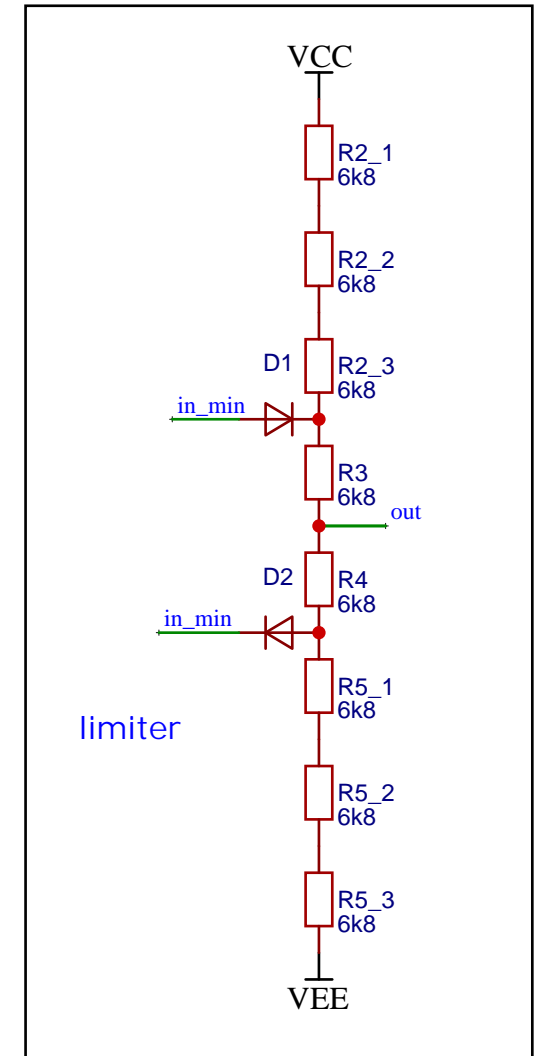 VCC
R2_1
6k8
R2_2
6k8
D1
R2_3
6k8
in_min
R3
6k8
out
D2
R4
6k8
in_min
R5_1
6k8
limiter
R5_2
6k8
R5_3
6k8
VEE